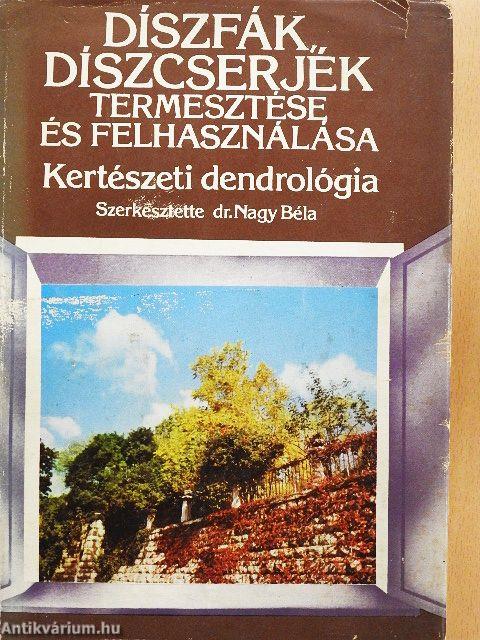 DÍSZFÁK,
DÍSZCSERJÉK
TERMESZTÉSE
ÉS FELHASZNÁLÁSA
Kertészeti dendrológia
Szerkesztette dr. Nagy Béla
Antikvárium.hu